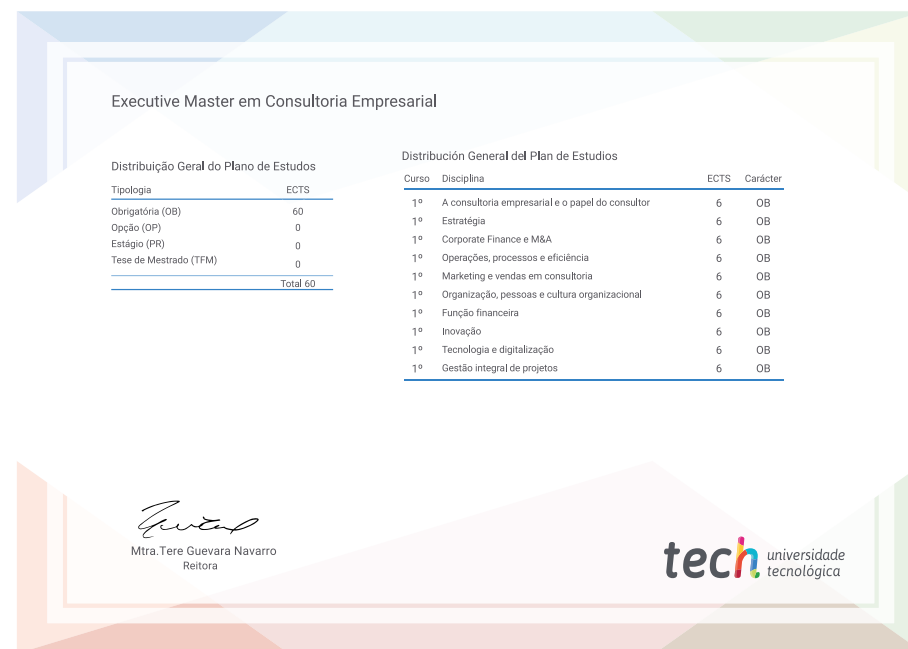 Executive Master em Consultoria Empresarial
Distribuição Geral do Plano de Estudos
Tipologia ECTS
Obrigatória (OB) 60
Opção (OP) 0
Estágio (PR) 0
Tese de Mestrado (TFM) 0
Total 60
Distribución General del Plan de Estudios
Curso Disciplina ECTS Carácter
1º A consultoria empresarial e o papel do consultor 6 OB
1º Estratégia 6 OB
1º Corporate Finance e M&A 6 OB
1º Operações, processos e eficiência 6 OB
1º Marketing e vendas em consultoria 6 OB
1º Organização, pessoas e cultura organizacional 6 OB
1º Função financeira 6 OB
1º Inovação 6 OB
1º Tecnologia e digitalização 6 OB
1º Gestão integral de projetos 6 OB
Mtra.Tere Guevara Navarro
Reitora
tech universidade
tecnológica